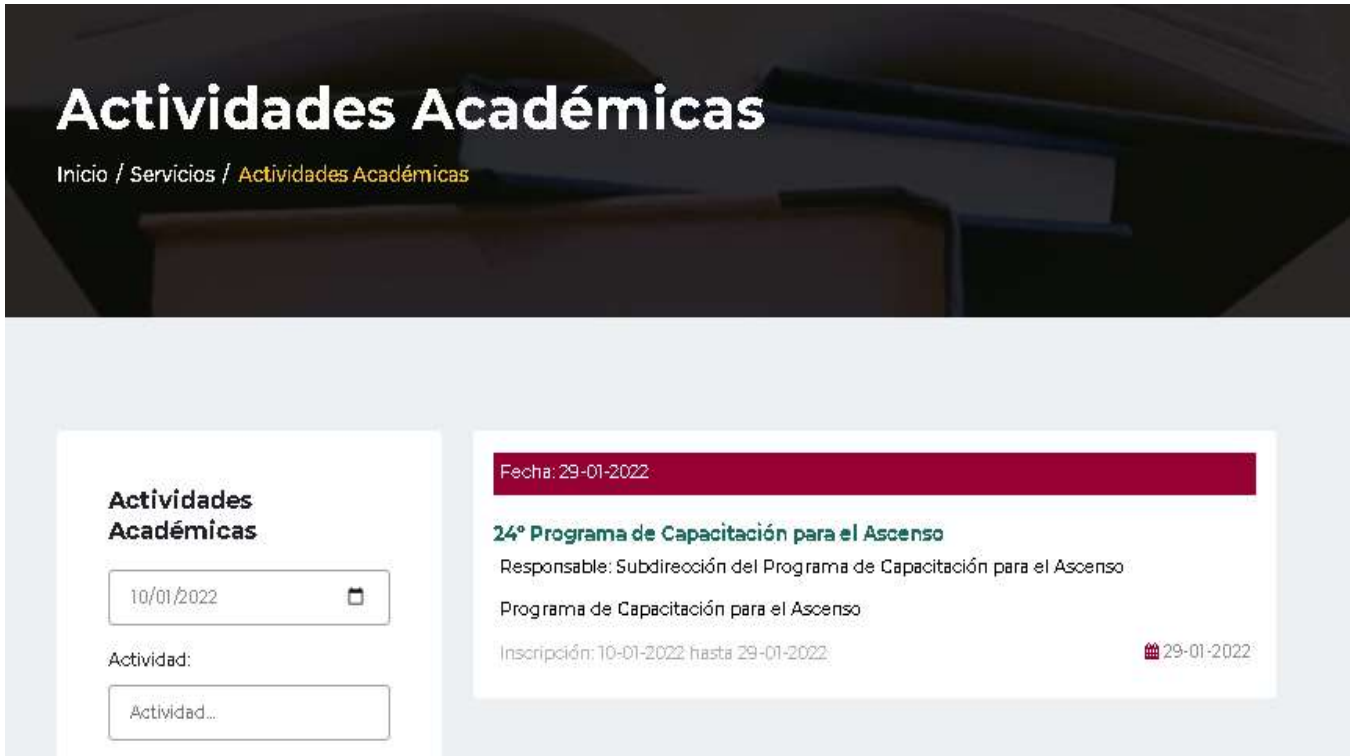 Actividades Académicas
Inicio / Servicios / Actividades Académicas
Actividades
Académicas
10/01/2022
Actividad:
Actividad...
Fecha: 29-01-2022
24° Programa de Capacitación para el Ascenso
Responsable: Subdirección del Programa de Capacitación para el Ascenso
Programa de Capacitación para el Ascenso
Inscripción: 10-01-2022 hasta 29-01-2022
29-01-2022